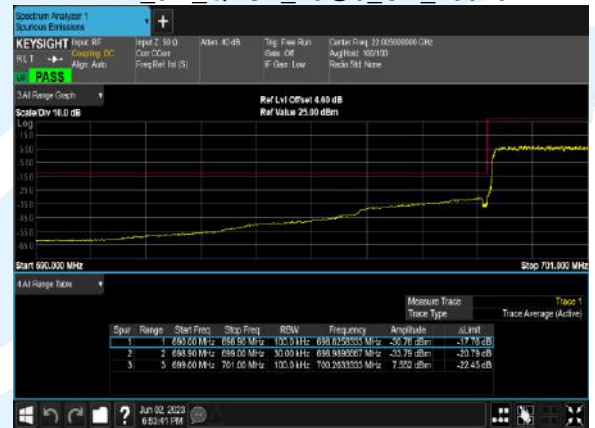 Spectrum Analyzer 1
Spurious Emissions
+
KEYSIGHT Input: RF
Coupling: DC
Align: Auto
Input Z: 50 Ω
Corr CCorr
Freq Ref: Int (S)
Atten: 40 dB
Trig: Free Run
Gate: Off
IF Gain: Low
Center Freq: 22.005000000 GHz
Avg|Hold: 100/100
Radio Std: None
RLT
PASS
3 All Range Graph
Scale/Div 10.0 dB
Ref Lvl Offset 4.60 dB
Ref Value 25.00 dBm
Log
15.0
5.00
-5.00
-15.0
-25.0
-35.0
-45.0
-55.0
-65.0
Start 690.000 MHz
Stop 701.000 MHz
4 All Range Table
Measure Trace Trace 1
Trace Type Trace Average (Active)
Spur Range Start Freq Stop Freq RBW Frequency Amplitude ΔLimit
1 1 690.00 MHz 698.90 MHz 100.0 kHz 698.8258333 MHz -30.76 dBm -17.76 dB
2 2 698.90 MHz 699.00 MHz 30.00 kHz 698.9896667 MHz -33.79 dBm -20.79 dB
3 3 699.00 MHz 701.00 MHz 100.0 kHz 700.2633333 MHz 7.552 dBm -22.45 dB
?
Jun 02, 2023
6:53:41 PM